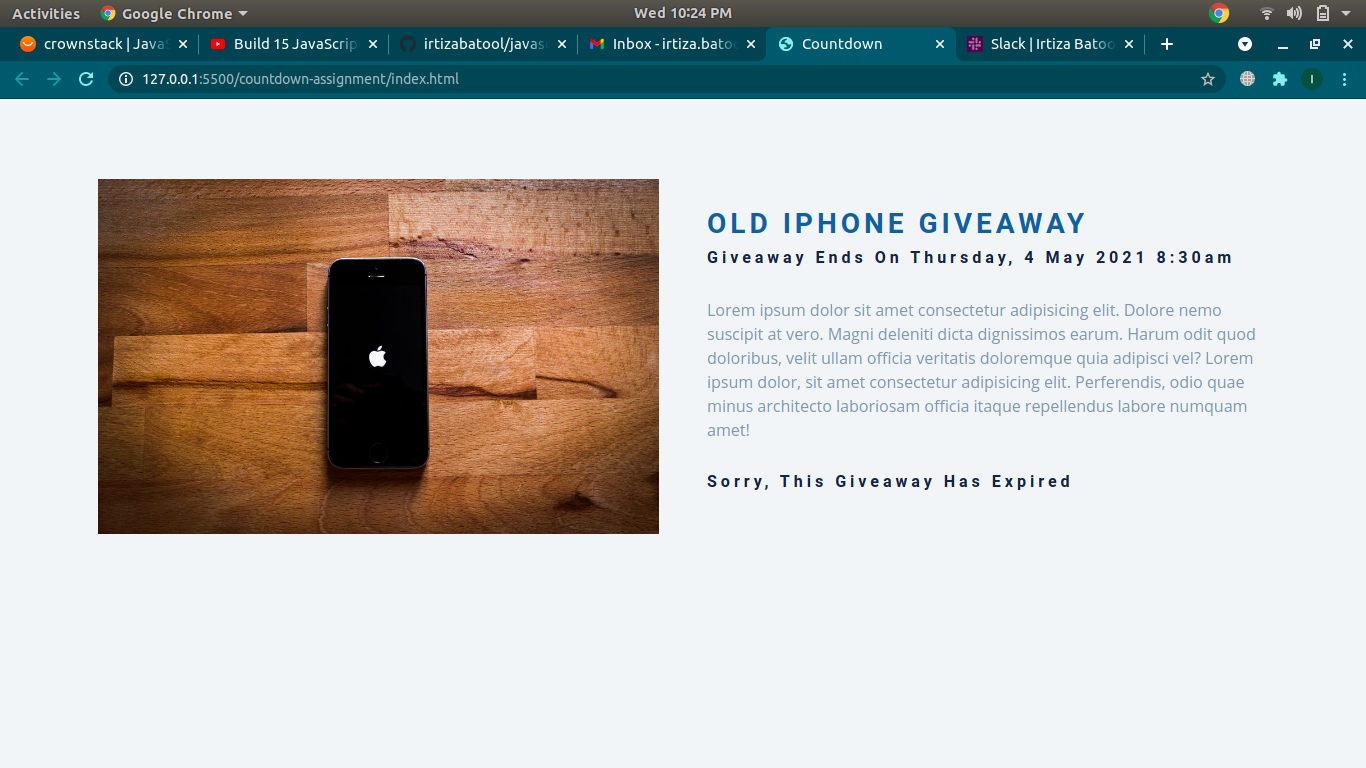 Activities Google Chrome Wed 10:24 PM
crownstack | Java Build 15 JavaScrip irtizabatool/javas Inbox - irtiza.bato Countdown Slack | Irtiza Batoo
127.0.0.1:5500/countdown-assignment/index.html I
OLD IPHONE GIVEAWAY
Giveaway Ends On Thursday, 4 May 2021 8:30am
Lorem ipsum dolor sit amet consectetur adipisicing elit. Dolore nemo
suscipit at vero. Magni deleniti dicta dignissimos earum. Harum odit quod
doloribus, velit ullam officia veritatis doloremque quia adipisci vel? Lorem
ipsum dolor, sit amet consectetur adipisicing elit. Perferendis, odio quae
minus architecto laboriosam officia itaque repellendus labore numquam
amet!
Sorry, This Giveaway Has Expired